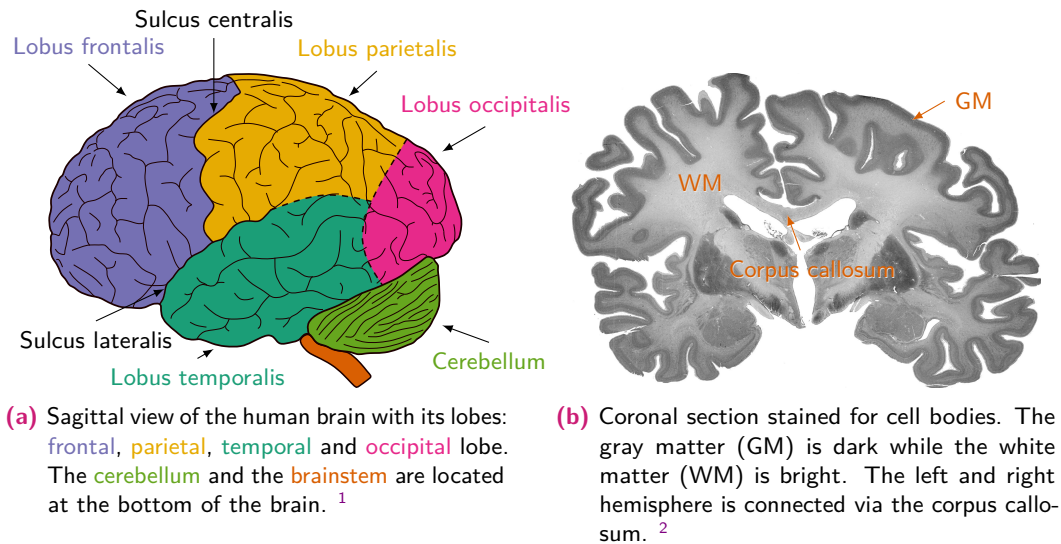 Sulcus centralis
Lobus frontalis
Lobus parietalis
Lobus occipitalis
Sulcus lateralis
Lobus temporalis
Cerebellum
GM
WM
Corpus callosum
(a) Sagittal view of the human brain with its lobes:
frontal, parietal, temporal and occipital lobe.
The cerebellum and the brainstem are located
at the bottom of the brain. 1
(b) Coronal section stained for cell bodies. The
gray matter (GM) is dark while the white
matter (WM) is bright. The left and right
hemisphere is connected via the corpus callo-
sum. 2